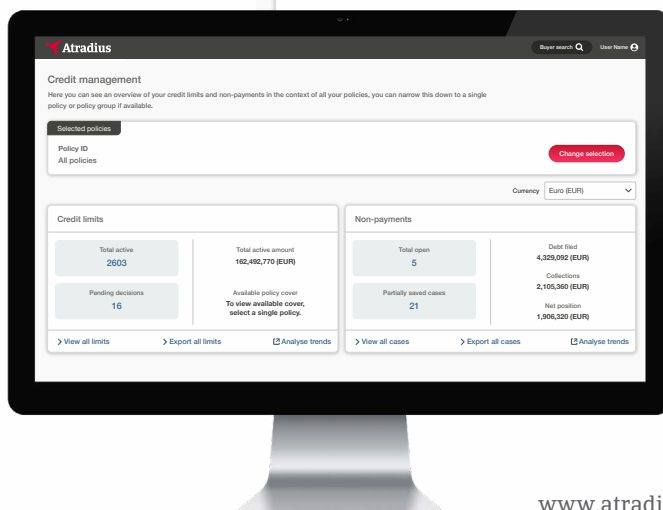 Atradius
Buyer search
User Name
Credit management
Here you can see an overview of your credit limits and non-payments in the context of all your policies, you can narrow this down to a single
policy or policy group if available.
Selected policies
Policy ID
All policies
Change selection
Currency
Euro (EUR)
Credit limits
Total active
2603
Total active amount
162,492,770 (EUR)
Pending decisions
16
Available policy cover
To view available cover,
select a single policy.
View all limits
Export all limits
Analyse trends
Non-payments
Total open
5
Debt filed
4,329,092 (EUR)
Collections
2,105,360 (EUR)
Partially saved cases
21
Net position
1,906,320 (EUR)
View all cases
Export all cases
Analyse trends
www.atradi